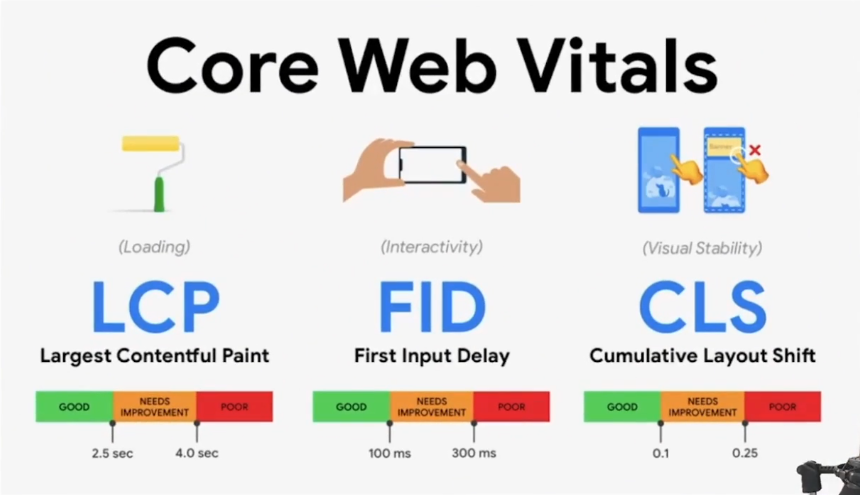 Core Web Vitals
(Loading)
LCP
Largest Contentful Paint
GOOD
NEEDS
IMPROVEMENT
POOR
2.5 sec
4.0 sec
(Interactivity)
FID
First Input Delay
GOOD
NEEDS
IMPROVEMENT
POOR
100 ms
300 ms
Banner
(Visual Stability)
CLS
Cumulative Layout Shift
GOOD
NEEDS
IMPROVEMENT
POOR
0.1
0.25